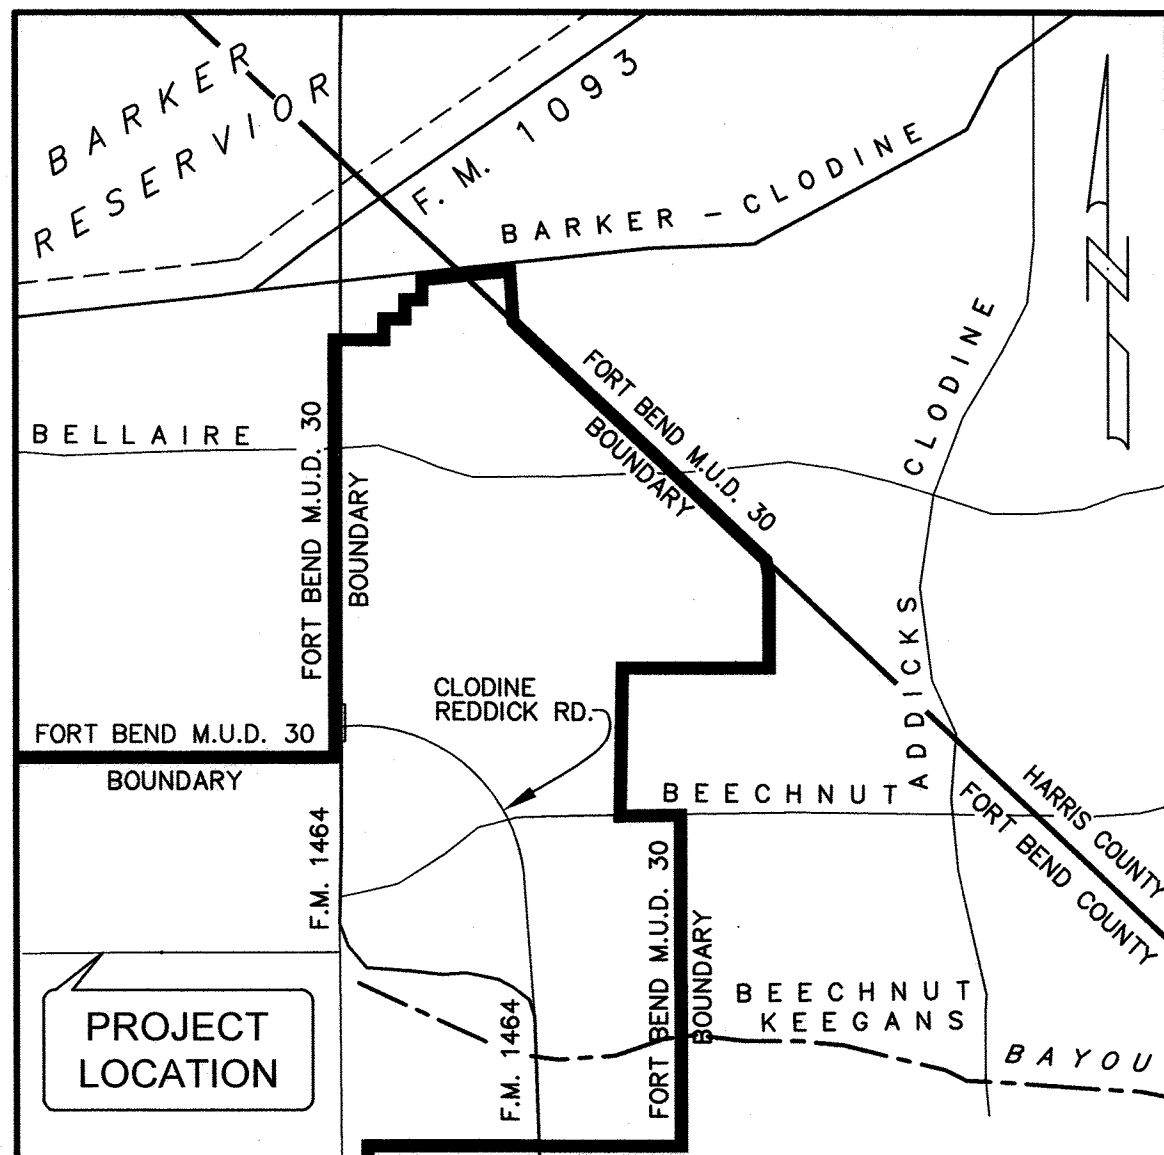 BARKER
RESERVIOR
F. M. 1093
BARKER - CLODINE
N
FORT BEND M.U.D. 30
BOUNDARY
CLODINE
ADDICKS
BELLAIRE
FORT BEND M.U.D. 30
BOUNDARY
CLODINE
REDDICK RD.
FORT BEND M.U.D. 30
BOUNDARY
BEECHNUT
HARRIS COUNTY
FORT BEND COUNTY
F.M. 1464
FORT BEND M.U.D. 30
BOUNDARY
PROJECT
LOCATION
F.M. 1464
BEECHNUT
KEEGANS
BAYOU